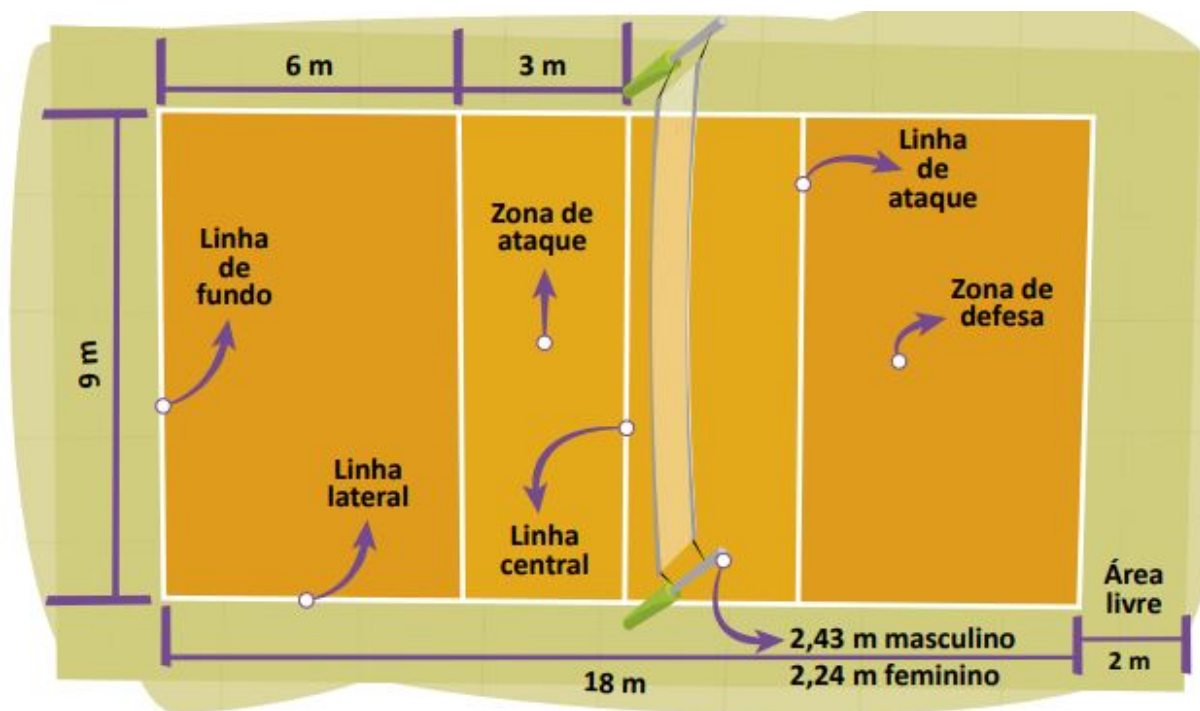 6 m
3 m
Linha
de
ataque
Zona de
ataque
Linha
de
fundo
Zona de
defesa
9 m
Linha
lateral
Linha
central
Área
livre
2,43 m masculino
2,24 m feminino
2 m
18 m